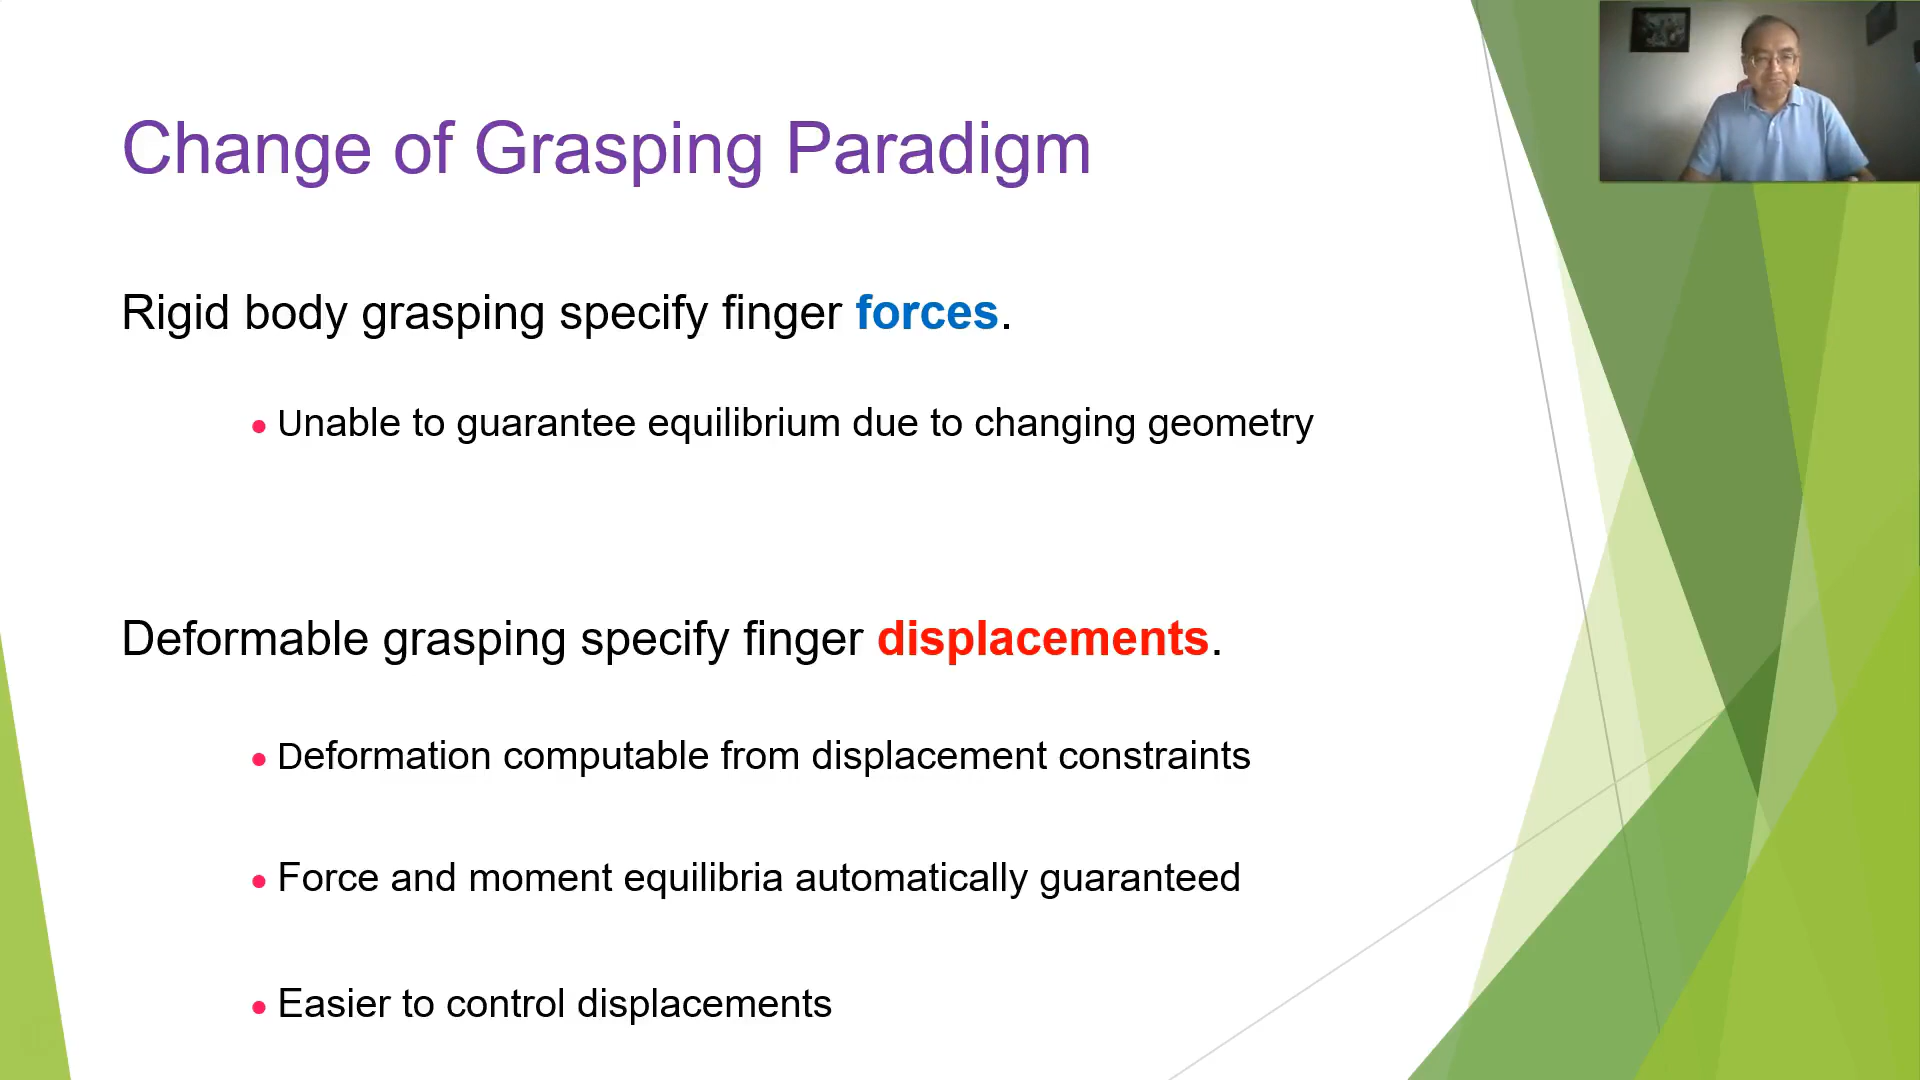 Change of Grasping Paradigm
Rigid body grasping specify finger forces.
• Unable to guarantee equilibrium due to changing geometry
Deformable grasping specify finger displacements.
• Deformation computable from displacement constraints
• Force and moment equilibria automatically guaranteed
• Easier to control displacements